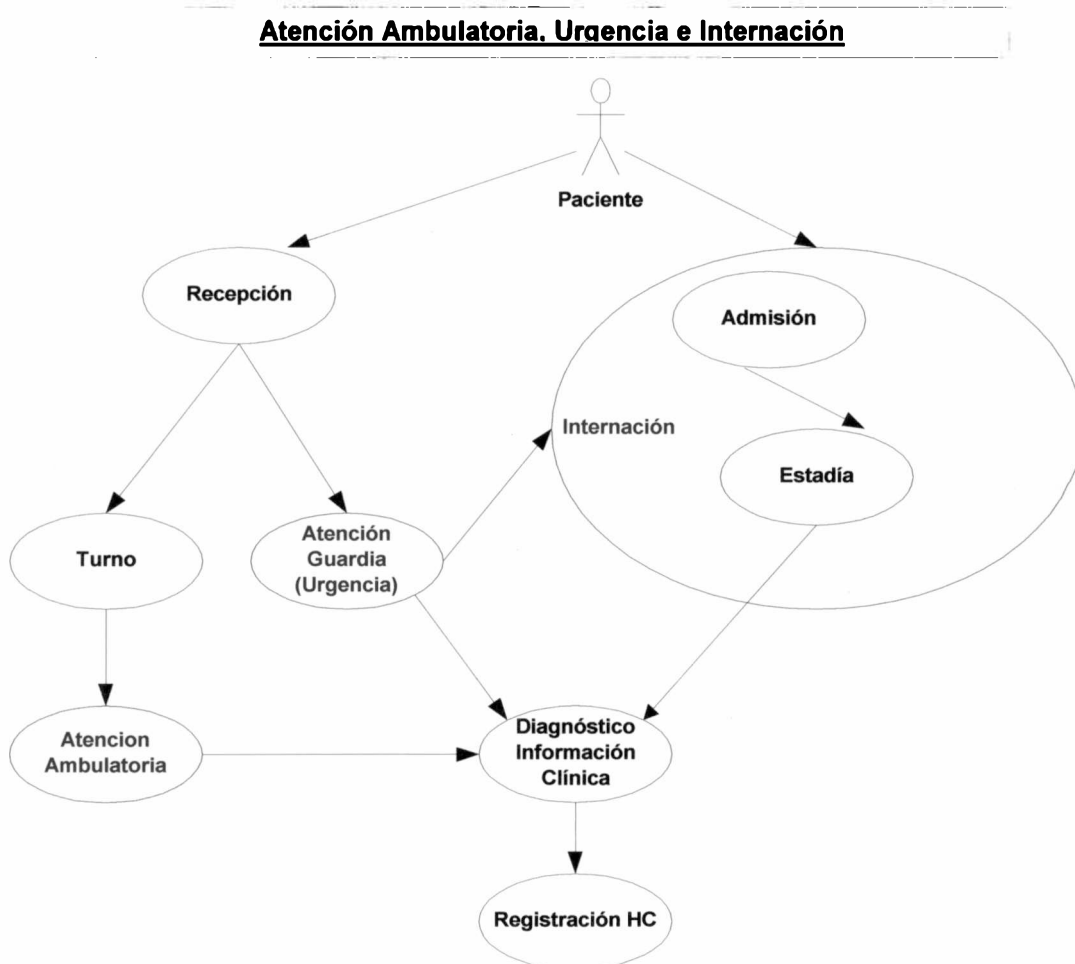 Atención Ambulatoria, Urgencia e Internación
Paciente
Recepción
Admisión
Internación
Estadía
Turno
Atención
Guardia
(Urgencia)
Atencion
Ambulatoria
Diagnóstico
Información
Clínica
Registración HC